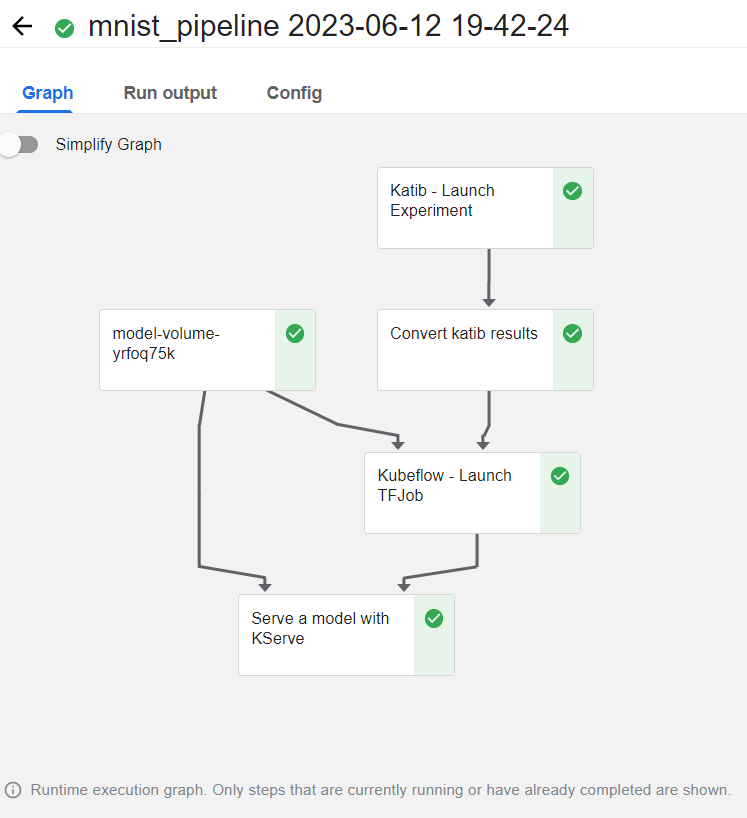 mnist_pipeline 2023-06-12 19-42-24
Graph
Run output
Config
Simplify Graph
Katib - Launch
Experiment
model-volume-
yrfoq75k
Convert katib results
Kubeflow - Launch
TFJob
Serve a model with
KServe
Runtime execution graph. Only steps that are currently running or have already completed are shown.